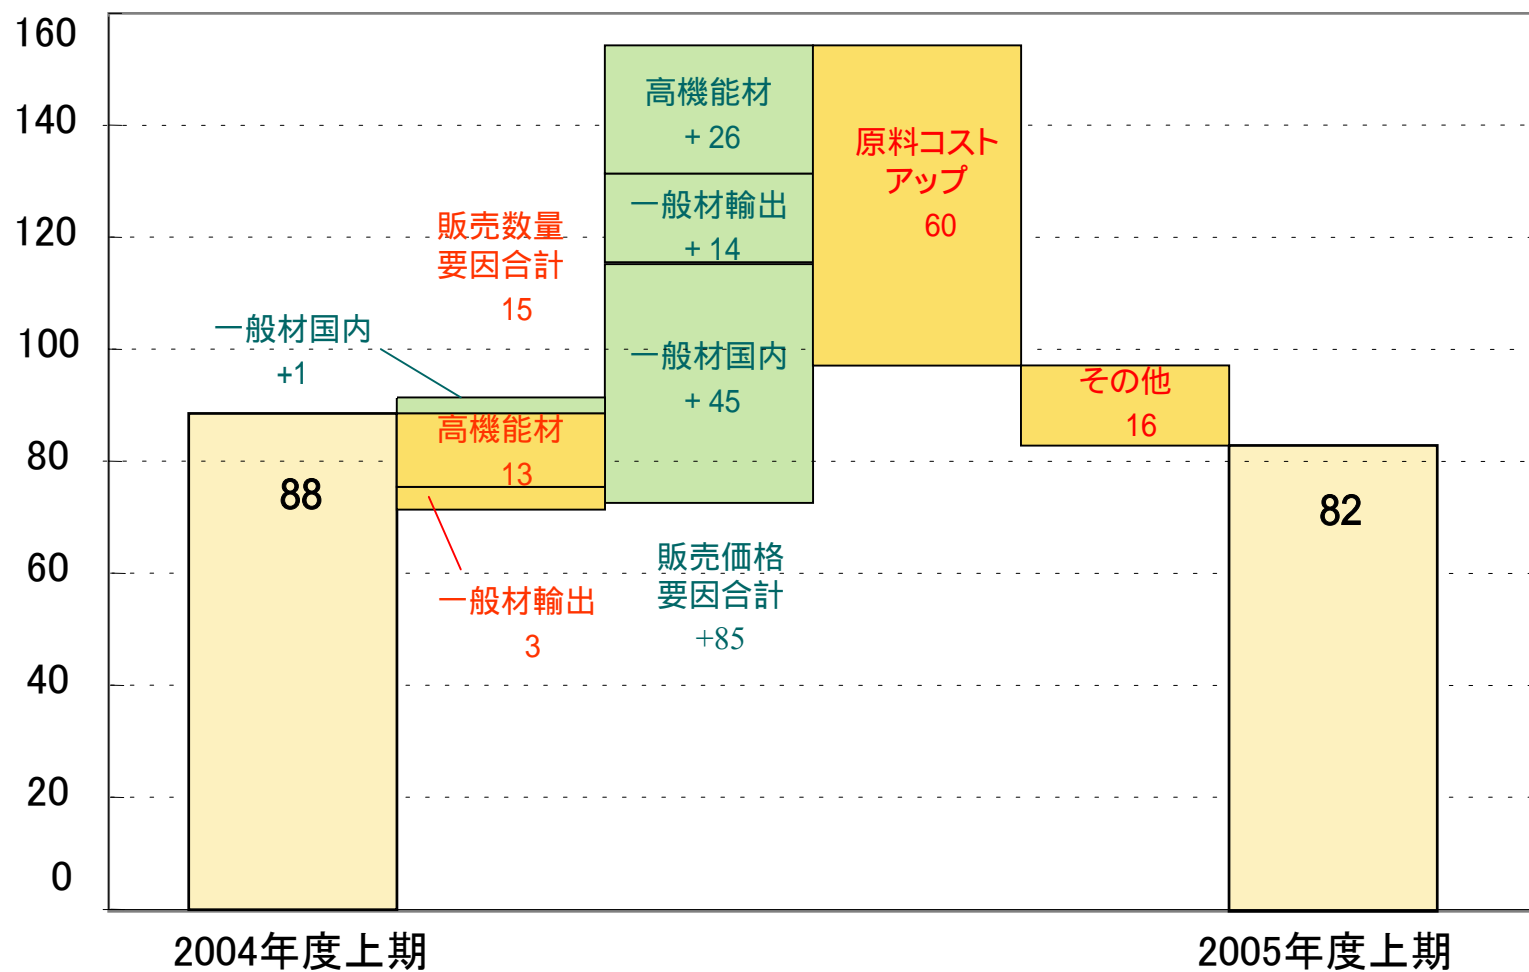 160
140
120
100
80
60
40
20
0
88
一般材国内
+1
販売数量
要因合計
15
高機能材
13
一般材輸出
3
高機能材
+ 26
一般材輸出
+ 14
一般材国内
+ 45
販売価格
要因合計
+85
原料コスト
アップ
60
その他
16
82
2004年度上期
2005年度上期